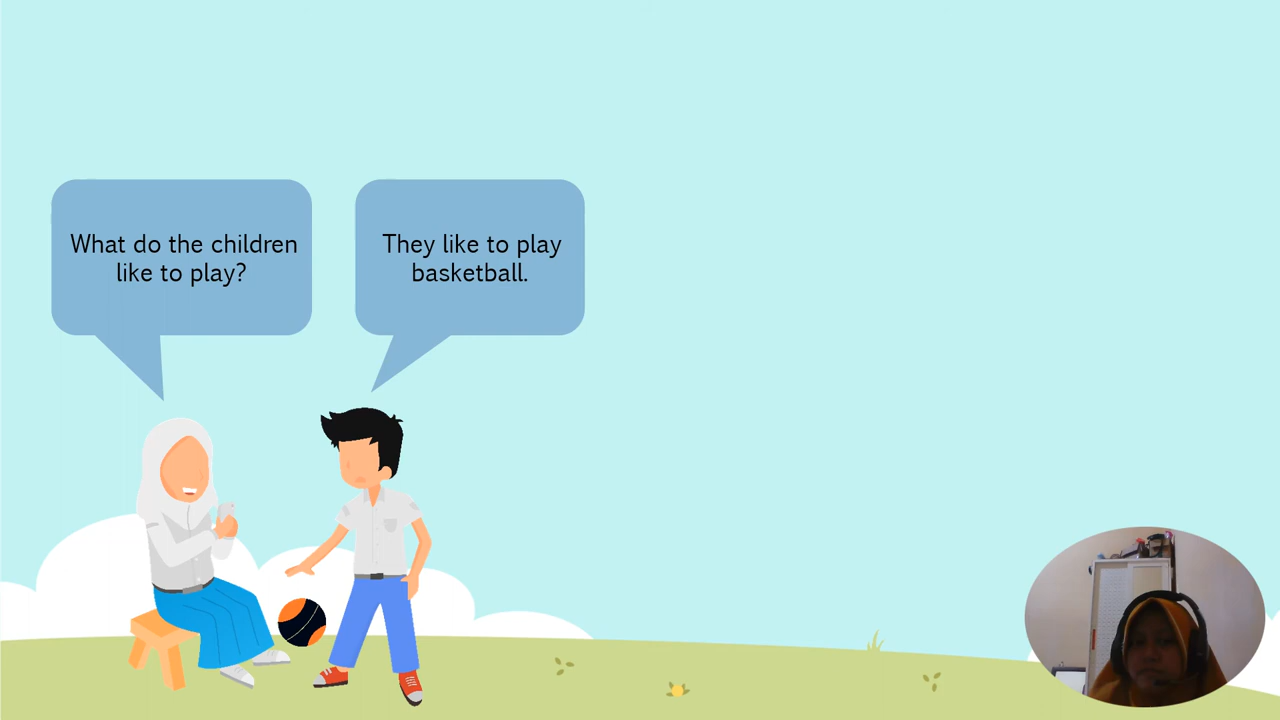 What do the children
like to play?
They like to play
basketball.